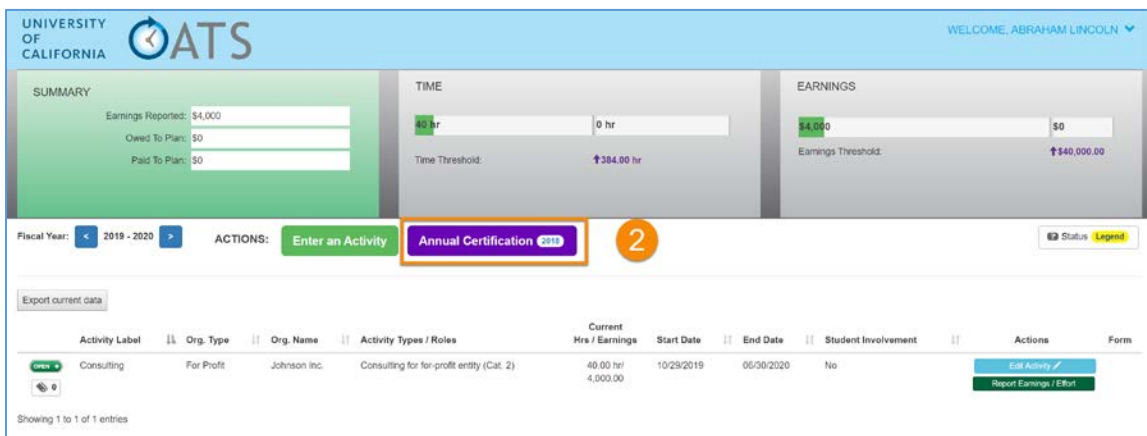 UNIVERSITY
OF
CALIFORNIA
OATS
WELCOME, ABRAHAM LINCOLN
SUMMARY
Earnings Reported: $4,000
Owed To Plan: $0
Paid To Plan: $0
TIME
40 hr 0 hr
Time Threshold: 384.00 hr
EARNINGS
$4,000 $0
Earnings Threshold: $40,000.00
Fiscal Year: < 2019 - 2020 > ACTIONS: Enter an Activity Annual Certification 2018 2 Status Legend
Export current data
Activity Label Org. Type Org. Name Activity Types / Roles Current Hrs / Earnings Start Date End Date Student Involvement Actions Form
OPEN Consulting For Profit Johnson Inc. Consulting for for-profit entity (Cat. 2) 40.00 hr/ 10/29/2019 06/30/2020 No Edit Activity
0 4,000.00 Report Earnings / Effort
Showing 1 to 1 of 1 entries